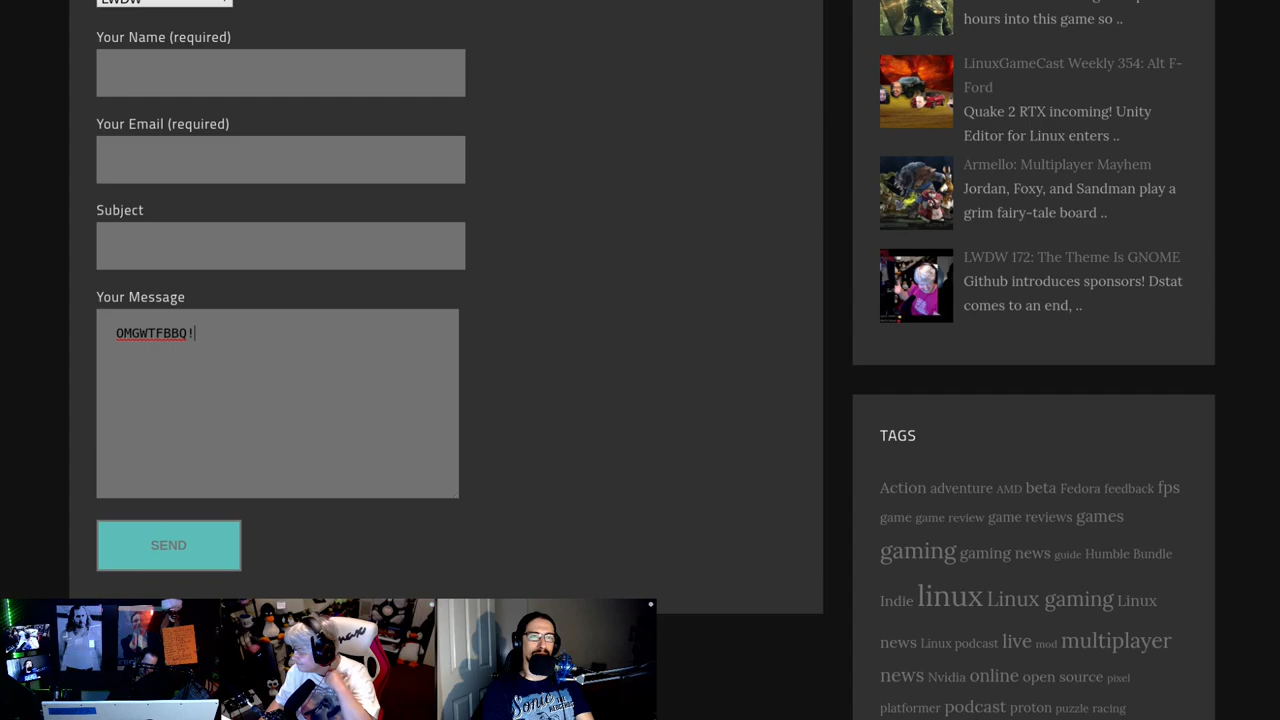 LWDW
Your Name (required)
Your Email (required)
Subject
Your Message
OMGWTFBBQ!
SEND
hours into this game so ..
LinuxGameCast Weekly 354: Alt F-
Ford
Quake 2 RTX incoming! Unity
Editor for Linux enters ..
Armello: Multiplayer Mayhem
Jordan, Foxy, and Sandman play a
grim fairy-tale board ..
LWDW 172: The Theme Is GNOME
Github introduces sponsors! Dstat
comes to an end, ..
TAGS
Action adventure AMD beta Fedora feedback fps
game game review game reviews games
gaming gaming news guide Humble Bundle
Indie linux Linux gaming Linux
news Linux podcast live mod multiplayer
news Nvidia online open source pixel
platformer podcast proton puzzle racing
Sonic